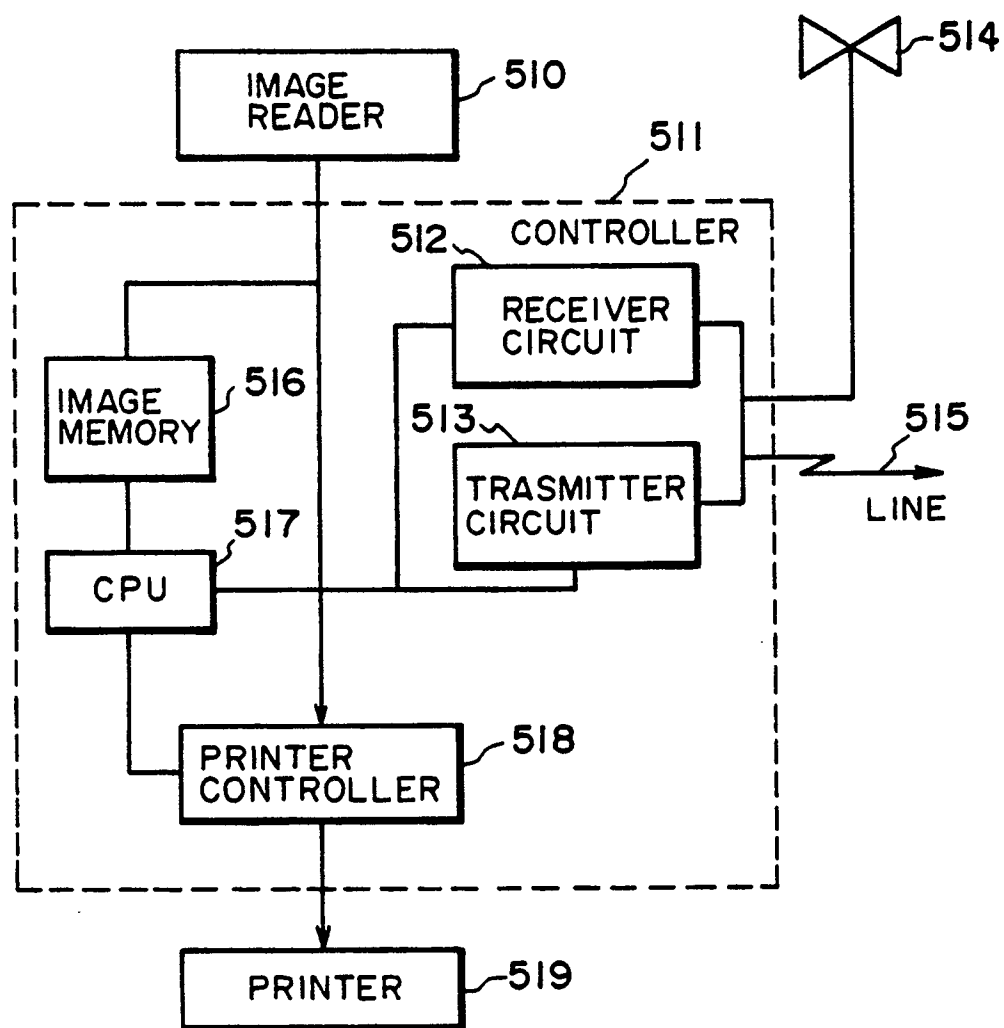 514
IMAGE
READER
510
511
CONTROLLER
512
RECEIVER
CIRCUIT
IMAGE
MEMORY
516
513
TRASMITTER
CIRCUIT
515
LINE
517
CPU
PRINTER
CONTROLLER
518
PRINTER
519